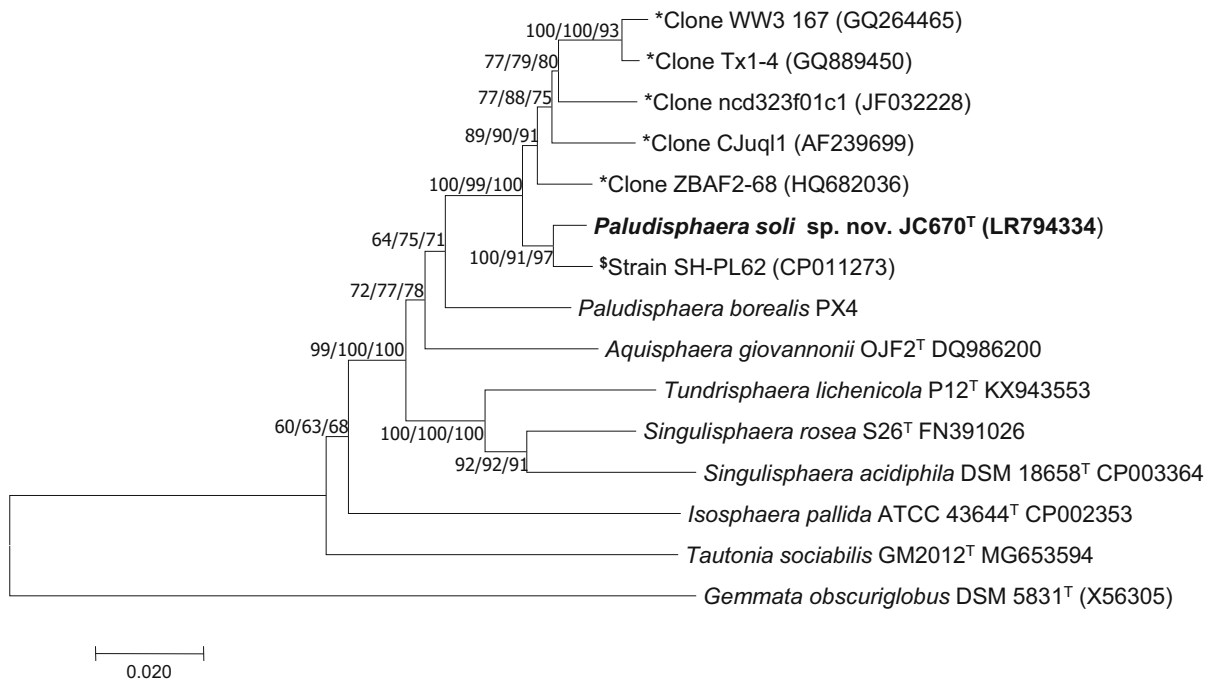 *Clone WW3 167 (GQ264465)
100/100/93
*Clone Tx1-4 (GQ889450)
77/79/80
*Clone ncd323f01c1 (JF032228)
77/88/75
*Clone CJuql1 (AF239699)
89/90/91
*Clone ZBAF2-68 (HQ682036)
100/99/100
Paludisphaera soli sp. nov. JC670ᵀ (LR794334)
64/75/71
100/91/97
$Strain SH-PL62 (CP011273)
72/77/78
Paludisphaera borealis PX4
99/100/100
Aquisphaera giovannonii OJF2ᵀ DQ986200
Tundrisphaera lichenicola P12ᵀ KX943553
60/63/68
100/100/100
Singulisphaera rosea S26ᵀ FN391026
92/92/91
Singulisphaera acidiphila DSM 18658ᵀ CP003364
Isosphaera pallida ATCC 43644ᵀ CP002353
Tautonia sociabilis GM2012ᵀ MG653594
Gemmata obscuriglobus DSM 5831ᵀ (X56305)
0.020